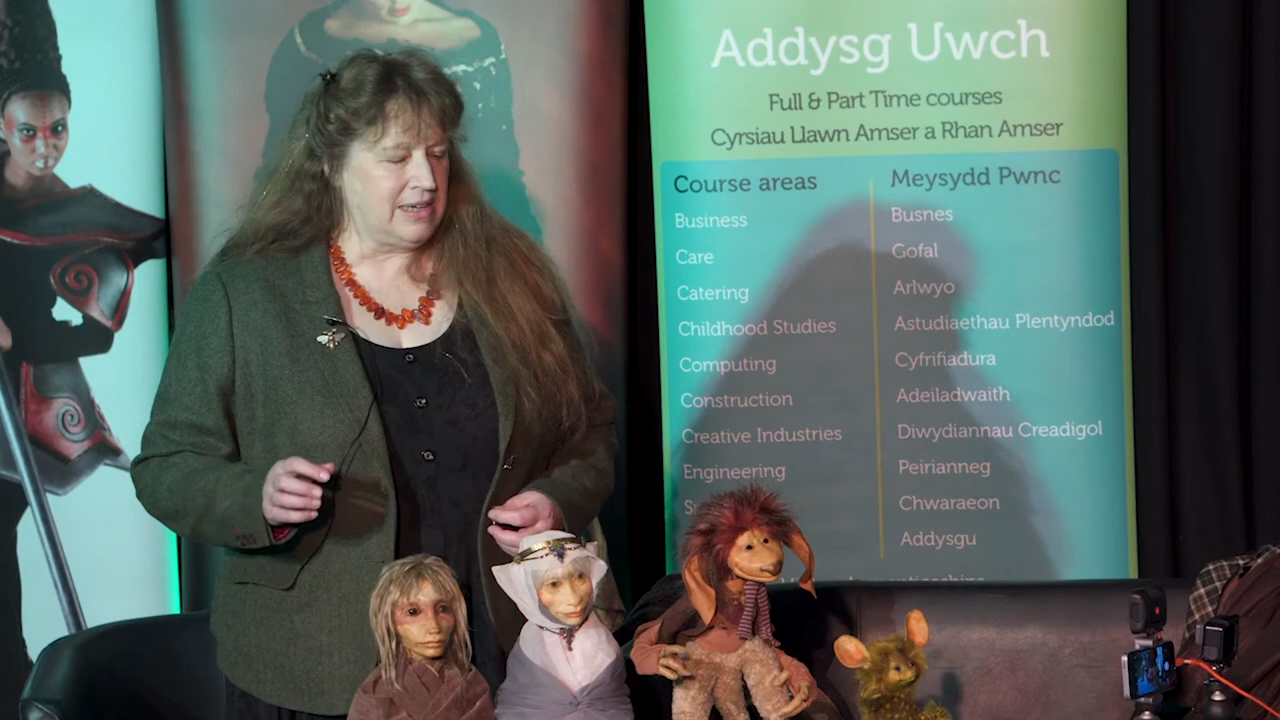 Addysg Uwch
Full & Part Time courses
Cyrsiau Llawn Amser a Rhan Amser
Course areas
Business
Care
Catering
Childhood Studies
Computing
Construction
Creative Industries
Engineering
Meysydd Pwnc
Busnes
Gofal
Arlwyo
Astudiaethau Plentyndod
Cyfrifiadura
Adeiladwaith
Diwydiannau Creadigol
Peirianneg
Chwaraeon
Addysgu